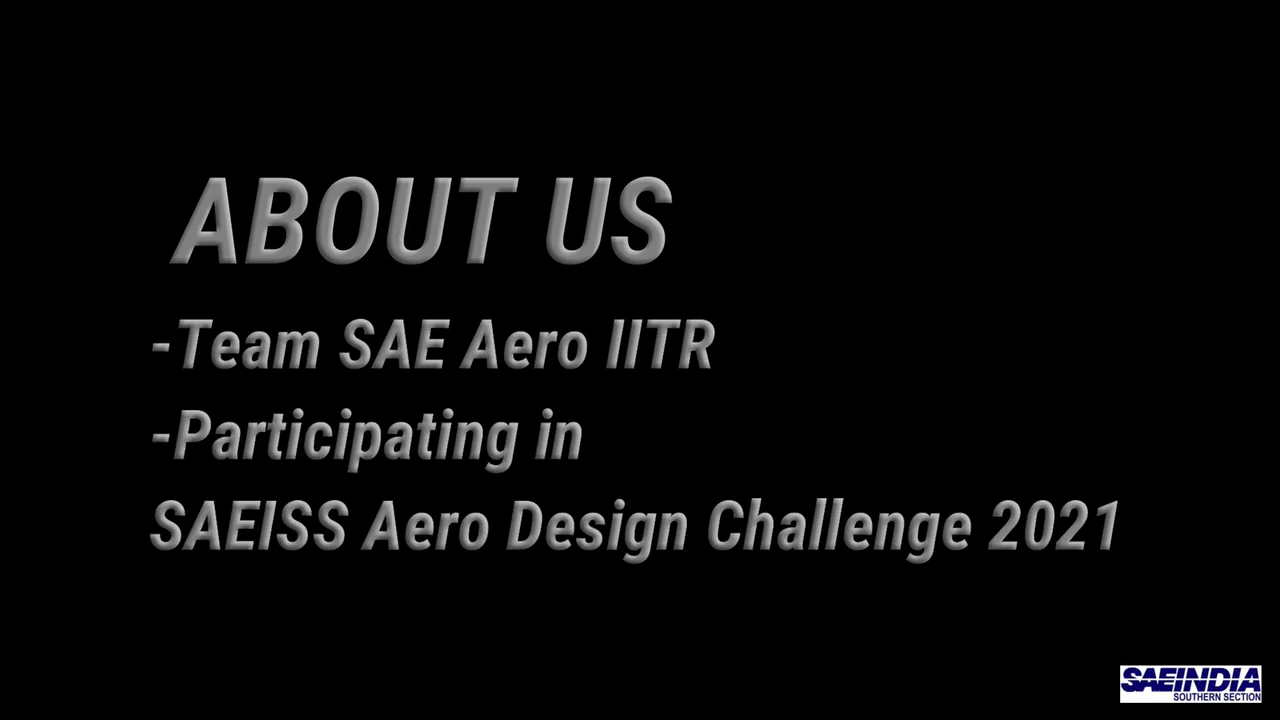 ABOUT US
-Team SAE Aero IITR
-Participating in
SAEISS Aero Design Challenge 2021
SAEINDIA
SOUTHERN SECTION